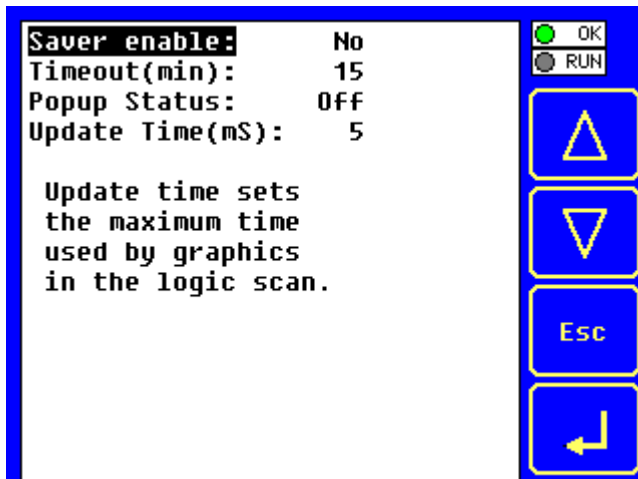 Saver enable: No
Timeout(min): 15
Popup Status: Off
Update Time(mS): 5
Update time sets
the maximum time
used by graphics
in the logic scan.
OK
RUN
Esc